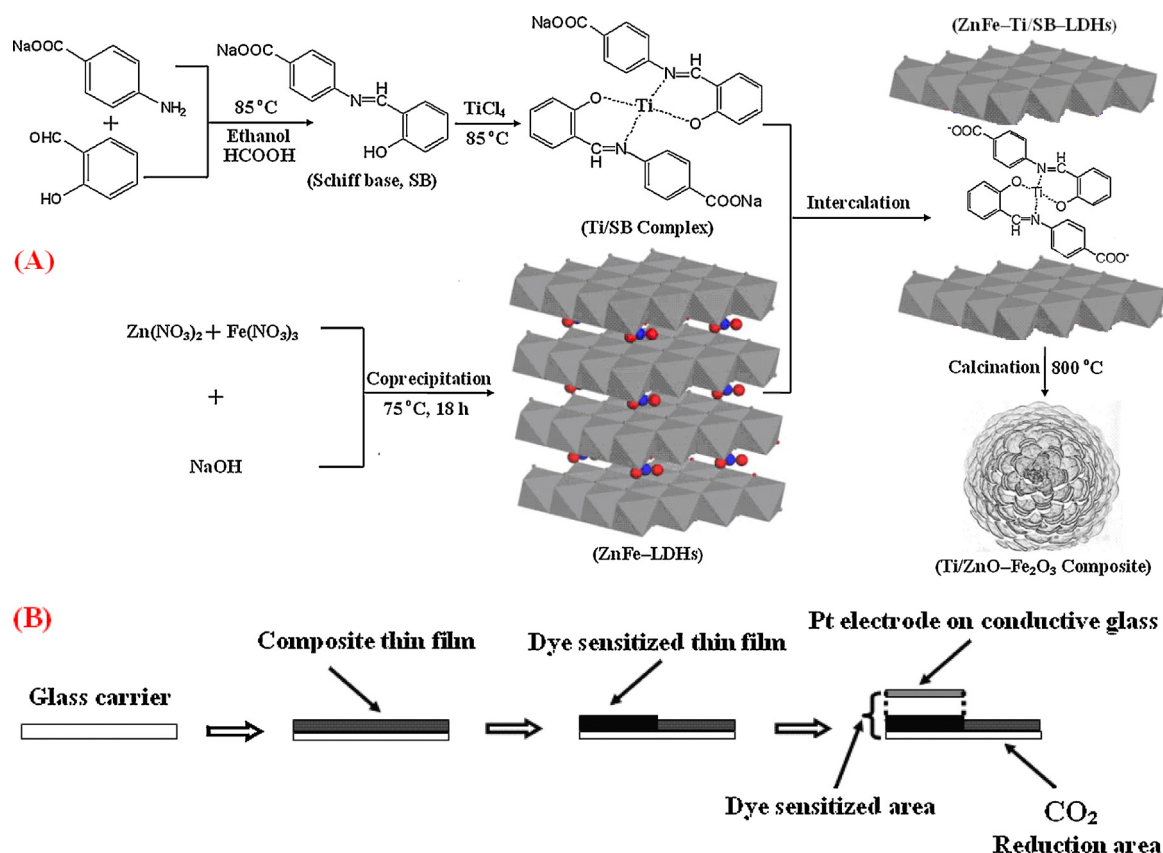 NaOOC
NH₂
+
OHC
HO
85 °C
Ethanol
HCOOH
NaOOC
N=C
H
HO
(Schiff base, SB)
TiCl₄
85 °C
NaOOC
N=C
H
O
Ti
O
C=N
H
COONa
(Ti/SB Complex)
Intercalation
(ZnFe–Ti/SB–LDHs)
⁻OOC
N=C
H
O
Ti
O
C=N
H
COO⁻
(A)
Zn(NO₃)₂ + Fe(NO₃)₃
+
NaOH
Coprecipitation
75 °C, 18 h
(ZnFe–LDHs)
Calcination 800 °C
(Ti/ZnO–Fe₂O₃ Composite)
(B)
Glass carrier
Composite thin film
Dye sensitized thin film
Pt electrode on conductive glass
Dye sensitized area
CO₂
Reduction area